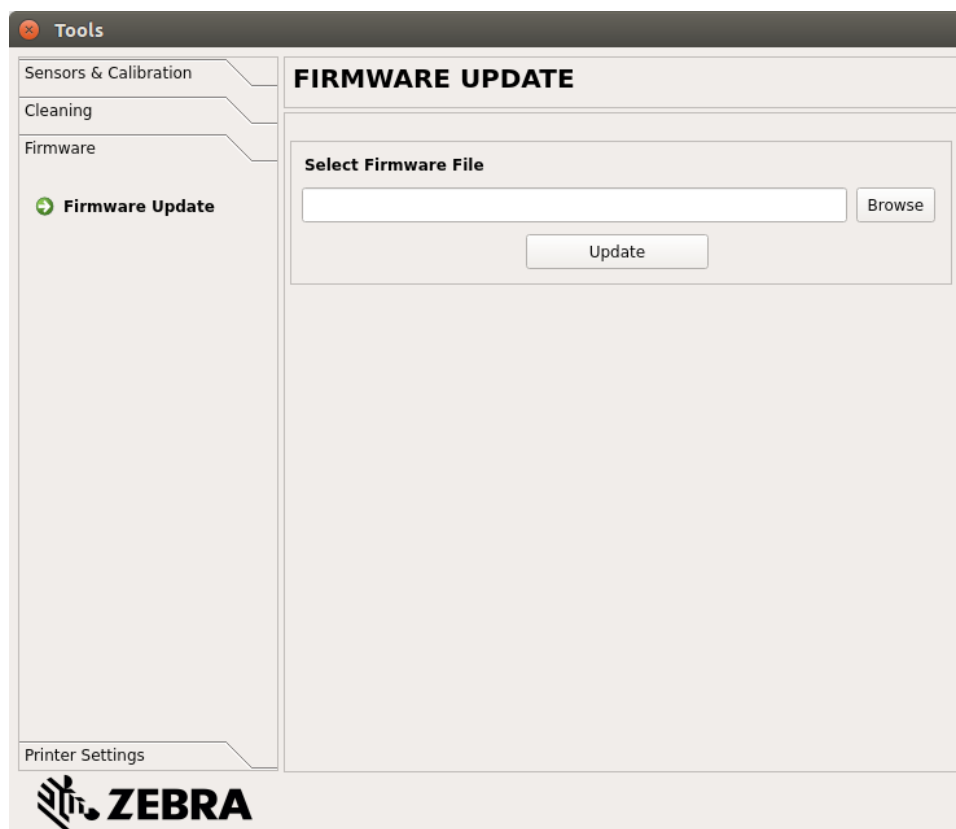 Tools
Sensors & Calibration
Cleaning
Firmware
Firmware Update
Printer Settings
FIRMWARE UPDATE
Select Firmware File
Browse
Update
ZEBRA